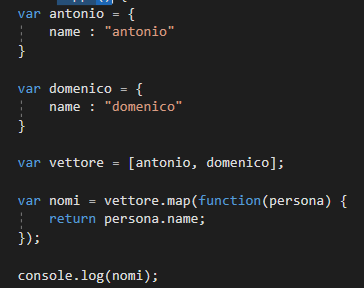 var antonio = {
    name : "antonio"
}
var domenico = {
    name : "domenico"
}
var vettore = [antonio, domenico];
var nomi = vettore.map(function(persona) {
    return persona.name;
});
console.log(nomi);